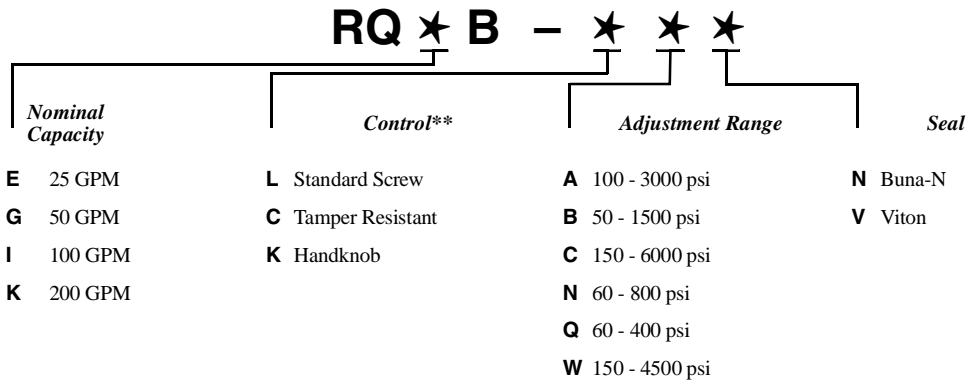 RQ * B – * * *
Nominal Capacity
E 25 GPM
G 50 GPM
I 100 GPM
K 200 GPM
Control**
L Standard Screw
C Tamper Resistant
K Handknob
Adjustment Range
A 100 - 3000 psi
B 50 - 1500 psi
C 150 - 6000 psi
N 60 - 800 psi
Q 60 - 400 psi
W 150 - 4500 psi
Seal
N Buna-N
V Viton